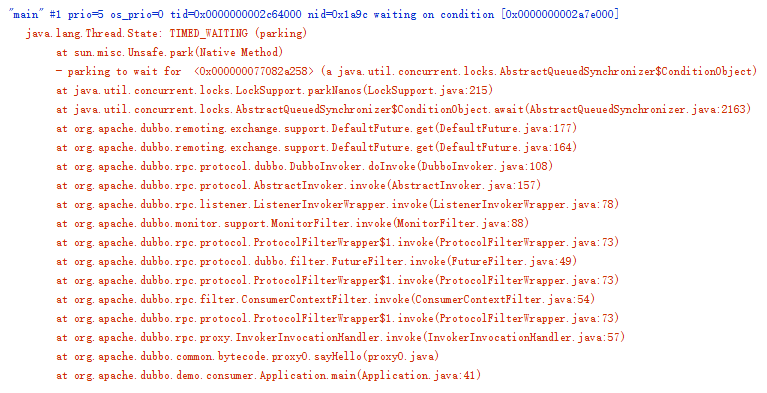 "main" #1 prio=5 os_prio=0 tid=0x0000000002c64000 nid=0x1a9c waiting on condition [0x0000000002a7e000]
java.lang.Thread.State: TIMED_WAITING (parking)
at sun.misc.Unsafe.park(Native Method)
- parking to wait for <0x000000077082a258> (a java.util.concurrent.locks.AbstractQueuedSynchronizer$ConditionObject)
at java.util.concurrent.locks.LockSupport.parkNanos(LockSupport.java:215)
at java.util.concurrent.locks.AbstractQueuedSynchronizer$ConditionObject.await(AbstractQueuedSynchronizer.java:2163)
at org.apache.dubbo.remoting.exchange.support.DefaultFuture.get(DefaultFuture.java:177)
at org.apache.dubbo.remoting.exchange.support.DefaultFuture.get(DefaultFuture.java:164)
at org.apache.dubbo.rpc.protocol.dubbo.DubboInvoker.doInvoke(DubboInvoker.java:108)
at org.apache.dubbo.rpc.protocol.AbstractInvoker.invoke(AbstractInvoker.java:157)
at org.apache.dubbo.rpc.listener.ListenerInvokerWrapper.invoke(ListenerInvokerWrapper.java:78)
at org.apache.dubbo.monitor.support.MonitorFilter.invoke(MonitorFilter.java:88)
at org.apache.dubbo.rpc.protocol.ProtocolFilterWrapper$1.invoke(ProtocolFilterWrapper.java:73)
at org.apache.dubbo.rpc.protocol.dubbo.filter.FutureFilter.invoke(FutureFilter.java:49)
at org.apache.dubbo.rpc.protocol.ProtocolFilterWrapper$1.invoke(ProtocolFilterWrapper.java:73)
at org.apache.dubbo.rpc.filter.ConsumerContextFilter.invoke(ConsumerContextFilter.java:54)
at org.apache.dubbo.rpc.protocol.ProtocolFilterWrapper$1.invoke(ProtocolFilterWrapper.java:73)
at org.apache.dubbo.rpc.proxy.InvokerInvocationHandler.invoke(InvokerInvocationHandler.java:57)
at org.apache.dubbo.common.bytecode.proxy0.sayHello(proxy0.java)
at org.apache.dubbo.demo.consumer.Application.main(Application.java:41)